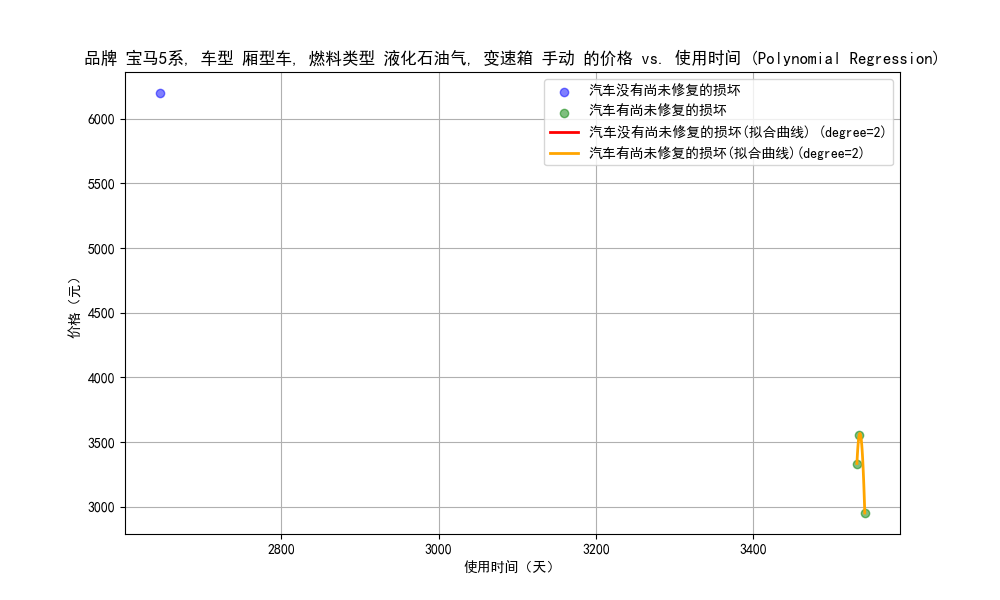 品牌 宝马5系, 车型 厢型车, 燃料类型 液化石油气, 变速箱 手动 的价格 vs. 使用时间 (Polynomial Regression)
汽车没有尚未修复的损坏
汽车有尚未修复的损坏
汽车没有尚未修复的损坏(拟合曲线) (degree=2)
汽车有尚未修复的损坏(拟合曲线)(degree=2)
价格（元）
6000
5500
5000
4500
4000
3500
3000
2800 3000 3200 3400
使用时间（天）